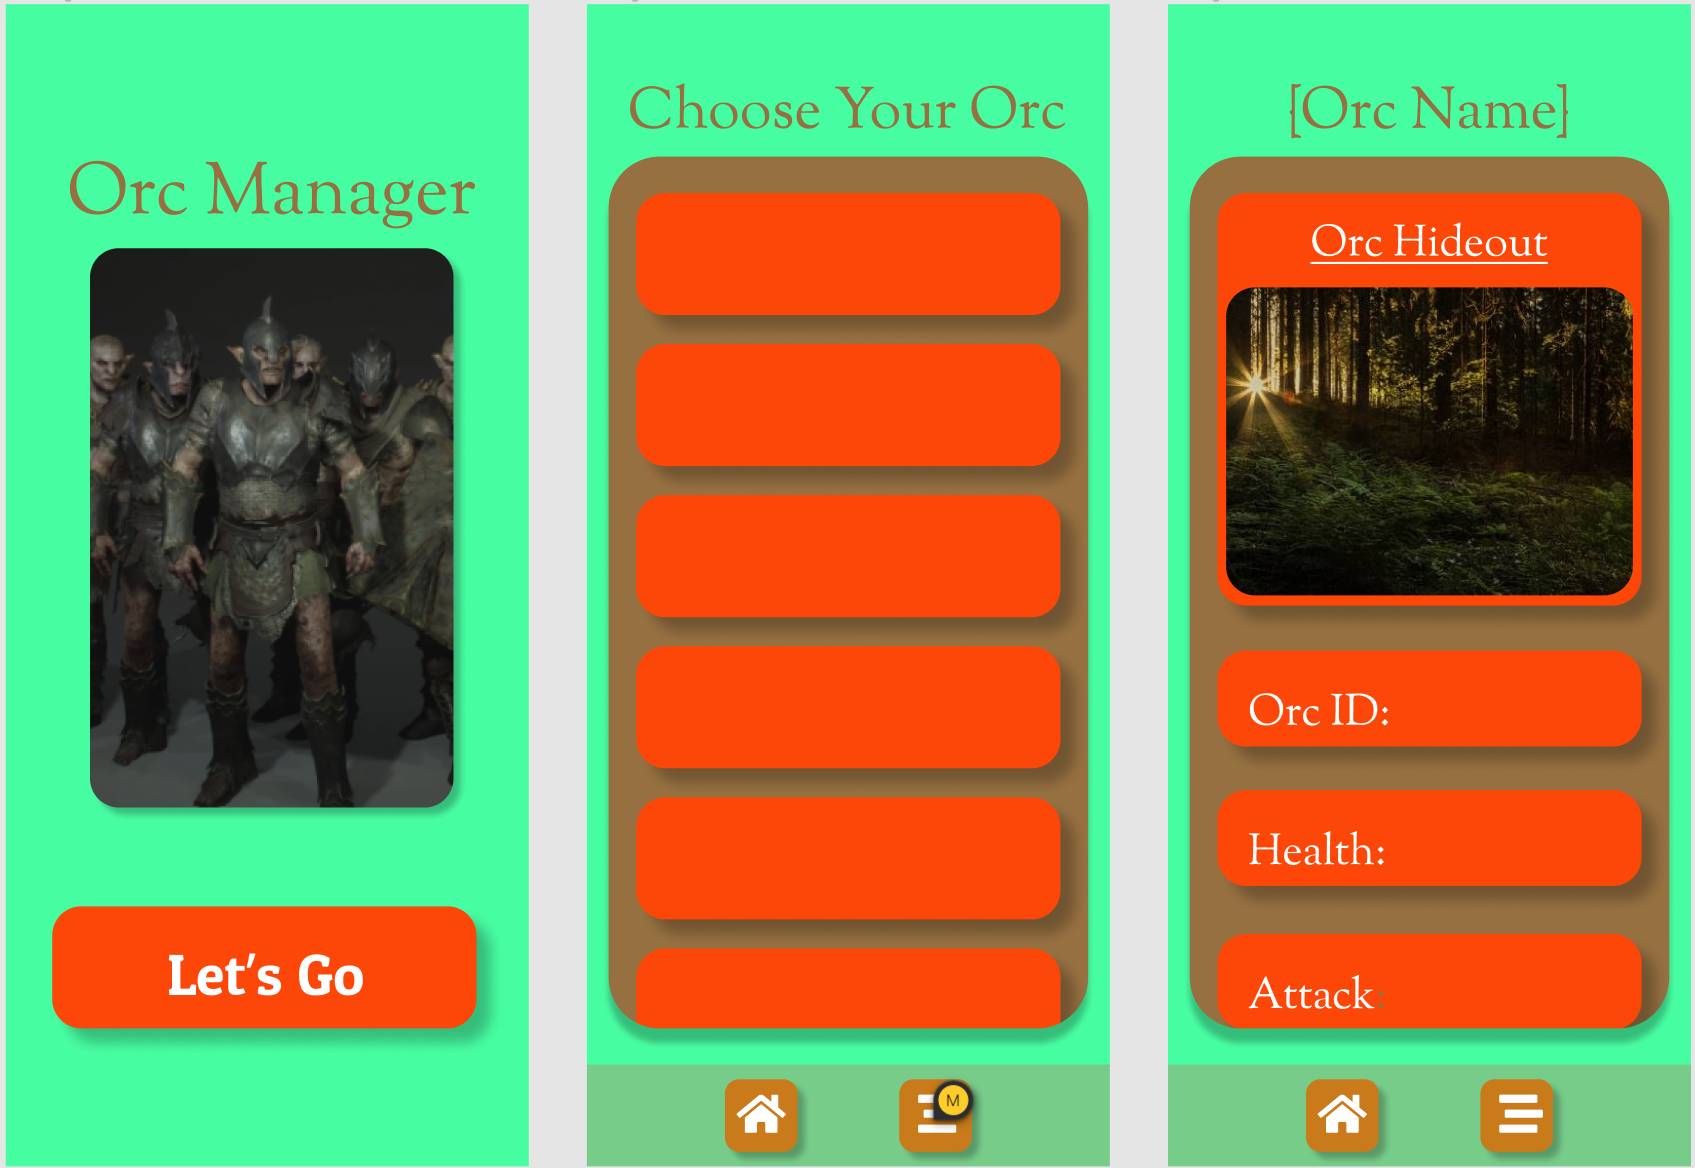 Orc Manager
Let's Go
Choose Your Orc
M
{Orc Name}
Orc Hideout
Orc ID:
Health:
Attack: